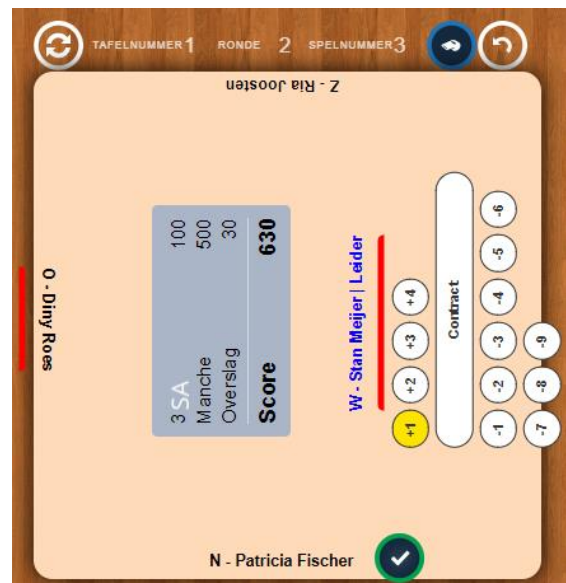 TAFELNUMMER 1 RONDE 2 SPELNUMMER 3
Z - Ria Joosten
O - Diny Roes
3 SA 100
Manche 500
Overslag 30
Score 630
W - Stan Meijer | Leider
+1 +2 +3 +4
Contract
-1 -2 -3 -4 -5 -6
-7 -8 -9
N - Patricia Fischer